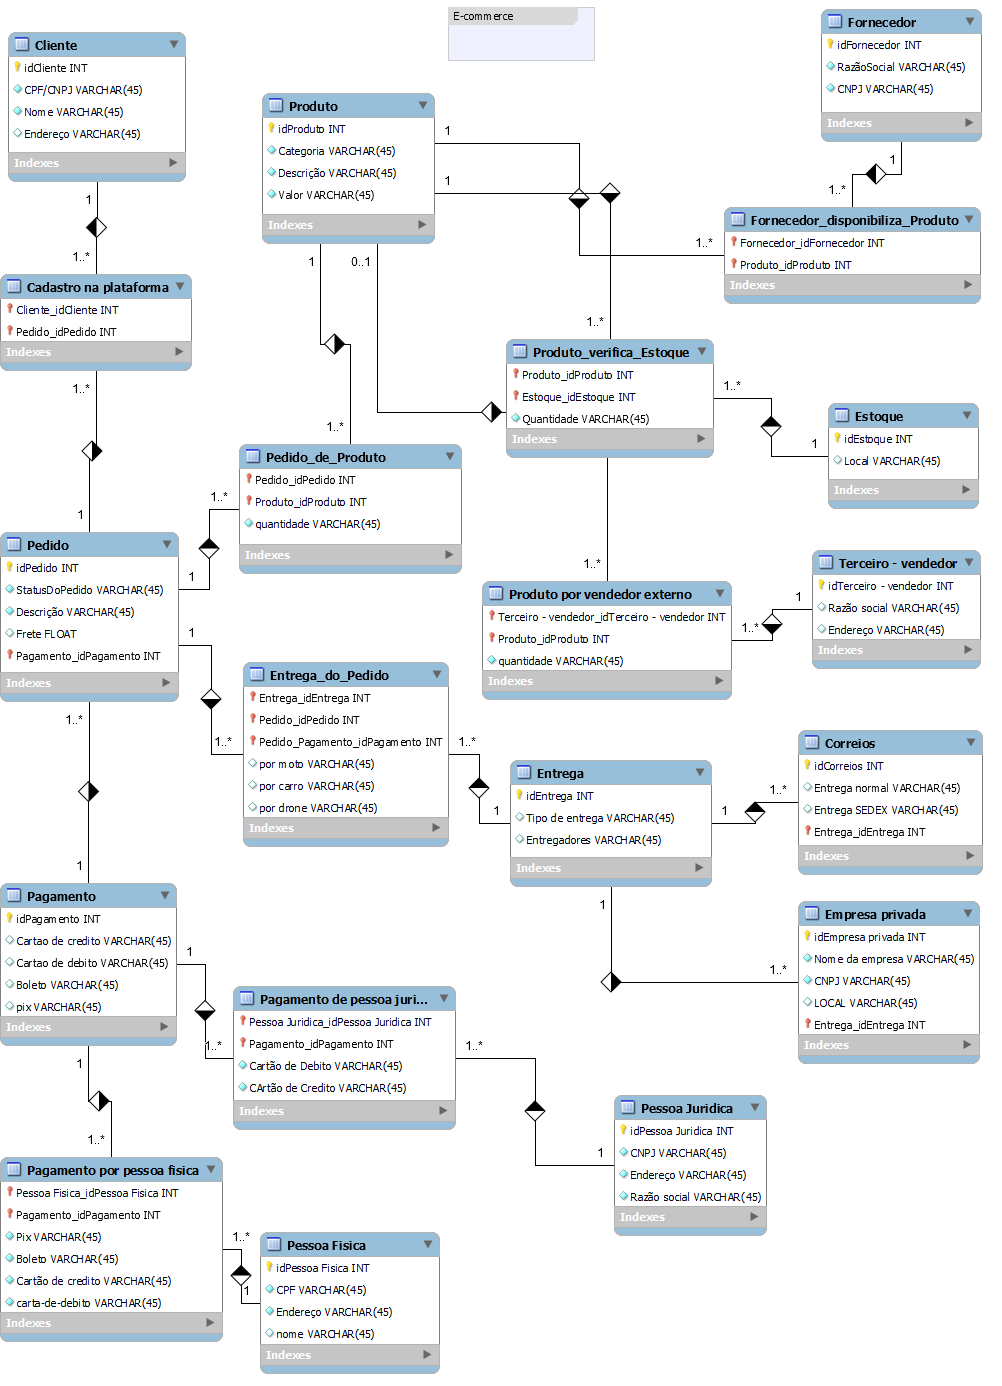 E-commerce
Fornecedor
idFornecedor INT
RazãoSocial VARCHAR(45)
CNPJ VARCHAR(45)
Indexes
Cliente
idCliente INT
CPF/CNPJ VARCHAR(45)
Nome VARCHAR(45)
Endereço VARCHAR(45)
Indexes
Produto
idProduto INT
Categoria VARCHAR(45)
Descrição VARCHAR(45)
Valor VARCHAR(45)
Indexes
1
1
1
1..*
Fornecedor_disponibiliza_Produto
Fornecedor_idFornecedor INT
Produto_idProduto INT
Indexes
1
1..*
1..*
1
0..1
Cadastro na plataforma
Cliente_idCliente INT
Pedido_idPedido INT
Indexes
1..*
Produto_verifica_Estoque
Produto_idProduto INT
Estoque_idEstoque INT
Quantidade VARCHAR(45)
Indexes
1..*
1..*
1
Estoque
idEstoque INT
Local VARCHAR(45)
Indexes
1..*
Pedido_de_Produto
Pedido_idPedido INT
Produto_idProduto INT
quantidade VARCHAR(45)
Indexes
1..*
1
1
Pedido
idPedido INT
StatusDoPedido VARCHAR(45)
Descrição VARCHAR(45)
Frete FLOAT
Pagamento_idPagamento INT
Indexes
1..*
Produto por vendedor externo
Terceiro - vendedor_idTerceiro - vendedor INT
Produto_idProduto INT
quantidade VARCHAR(45)
Indexes
1
1..*
Terceiro - vendedor
idTerceiro - vendedor INT
Razão social VARCHAR(45)
Endereço VARCHAR(45)
Indexes
1
1..*
Entrega_do_Pedido
Entrega_idEntrega INT
Pedido_idPedido INT
Pedido_Pagamento_idPagamento INT
por moto VARCHAR(45)
por carro VARCHAR(45)
por drone VARCHAR(45)
Indexes
1..*
1..*
1
Entrega
idEntrega INT
Tipo de entrega VARCHAR(45)
Entregadores VARCHAR(45)
Indexes
1
1..*
Correios
idCorreios INT
Entrega normal VARCHAR(45)
Entrega SEDEX VARCHAR(45)
Entrega_idEntrega INT
Indexes
1
1..*
Empresa privada
idEmpresa privada INT
Nome da empresa VARCHAR(45)
CNPJ VARCHAR(45)
LOCAL VARCHAR(45)
Entrega_idEntrega INT
Indexes
1
Pagamento
idPagamento INT
Cartao de credito VARCHAR(45)
Cartao de debito VARCHAR(45)
Boleto VARCHAR(45)
pix VARCHAR(45)
Indexes
1
1..*
Pagamento de pessoa juri...
Pessoa Juridica_idPessoa Juridica INT
Pagamento_idPagamento INT
Cartão de Debito VARCHAR(45)
CArtão de Credito VARCHAR(45)
Indexes
1..*
1
Pessoa Juridica
idPessoa Juridica INT
CNPJ VARCHAR(45)
Endereço VARCHAR(45)
Razão social VARCHAR(45)
Indexes
1
1..*
Pagamento por pessoa fisica
Pessoa Fisica_idPessoa Fisica INT
Pagamento_idPagamento INT
Pix VARCHAR(45)
Boleto VARCHAR(45)
Cartão de credito VARCHAR(45)
carta-de-debito VARCHAR(45)
Indexes
1..*
1
Pessoa Fisica
idPessoa Fisica INT
CPF VARCHAR(45)
Endereço VARCHAR(45)
nome VARCHAR(45)
Indexes